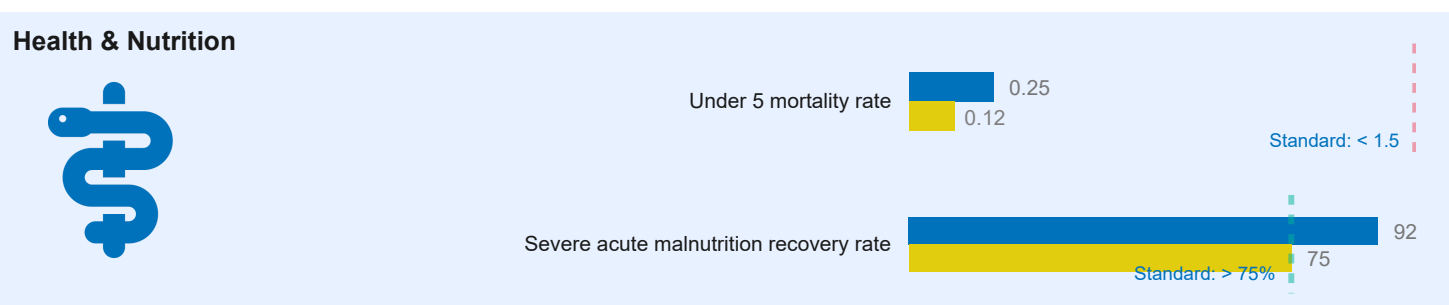 Health & Nutrition
Under 5 mortality rate
0.25
0.12
Standard: < 1.5
Severe acute malnutrition recovery rate
92
75
Standard: > 75%